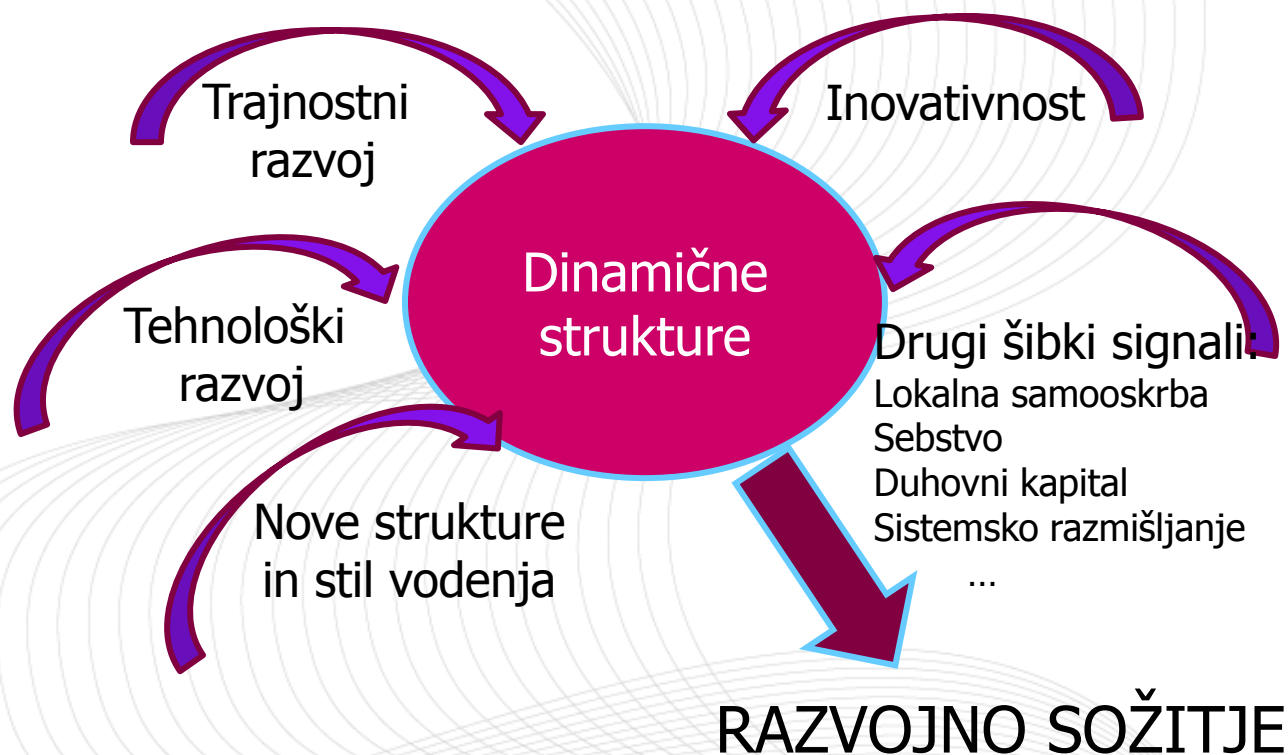 Trajnostni
razvoj
Inovativnost
Dinamične
strukture
Tehnološki
razvoj
Drugi šibki signali:
Lokalna samooskrba
Sebstvo
Duhovni kapital
Sistemsko razmišljanje
...
Nove strukture
in stil vodenja
RAZVOJNO SOŽITJE